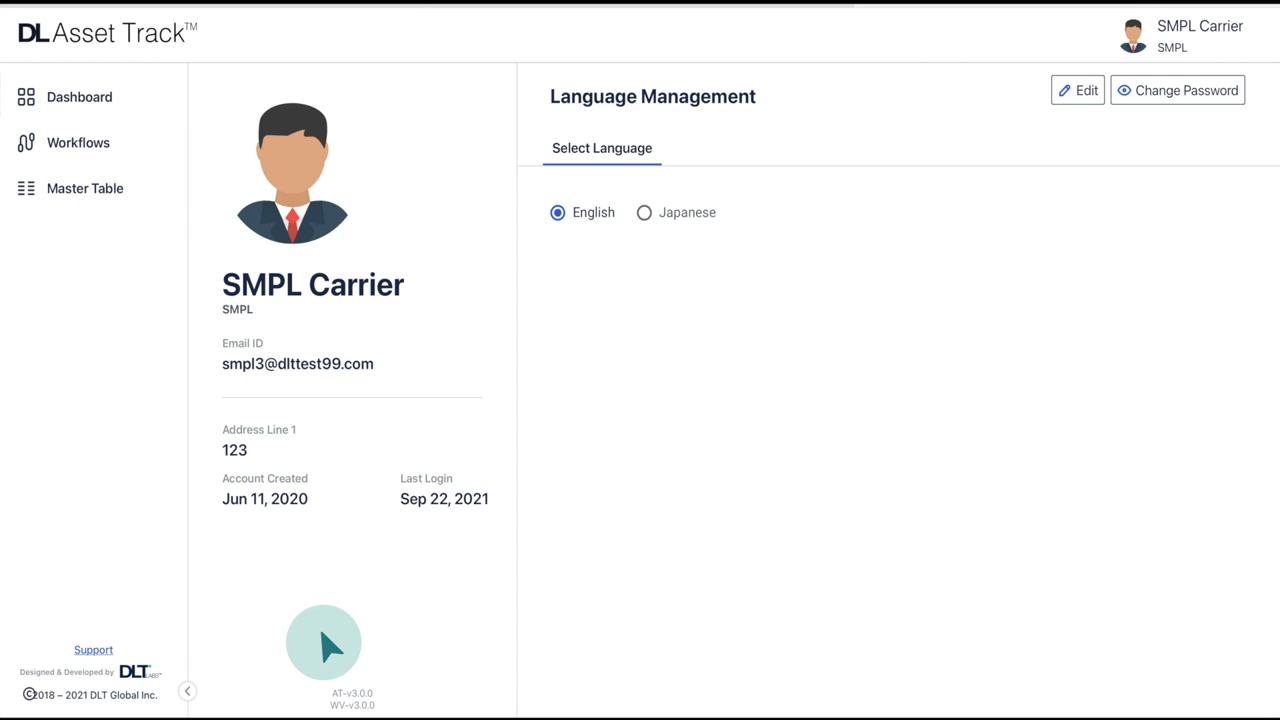 DL Asset Track™
SMPL Carrier
SMPL
Dashboard
Workflows
Master Table
Support
Designed & Developed by DLT LABS™
©2018 – 2021 DLT Global Inc.
SMPL Carrier
SMPL
Email ID
smpl3@dlttest99.com
Address Line 1
123
Account Created
Last Login
Jun 11, 2020
Sep 22, 2021
AT-v3.0.0
WV-v3.0.0
Language Management
Edit
Change Password
Select Language
English
Japanese